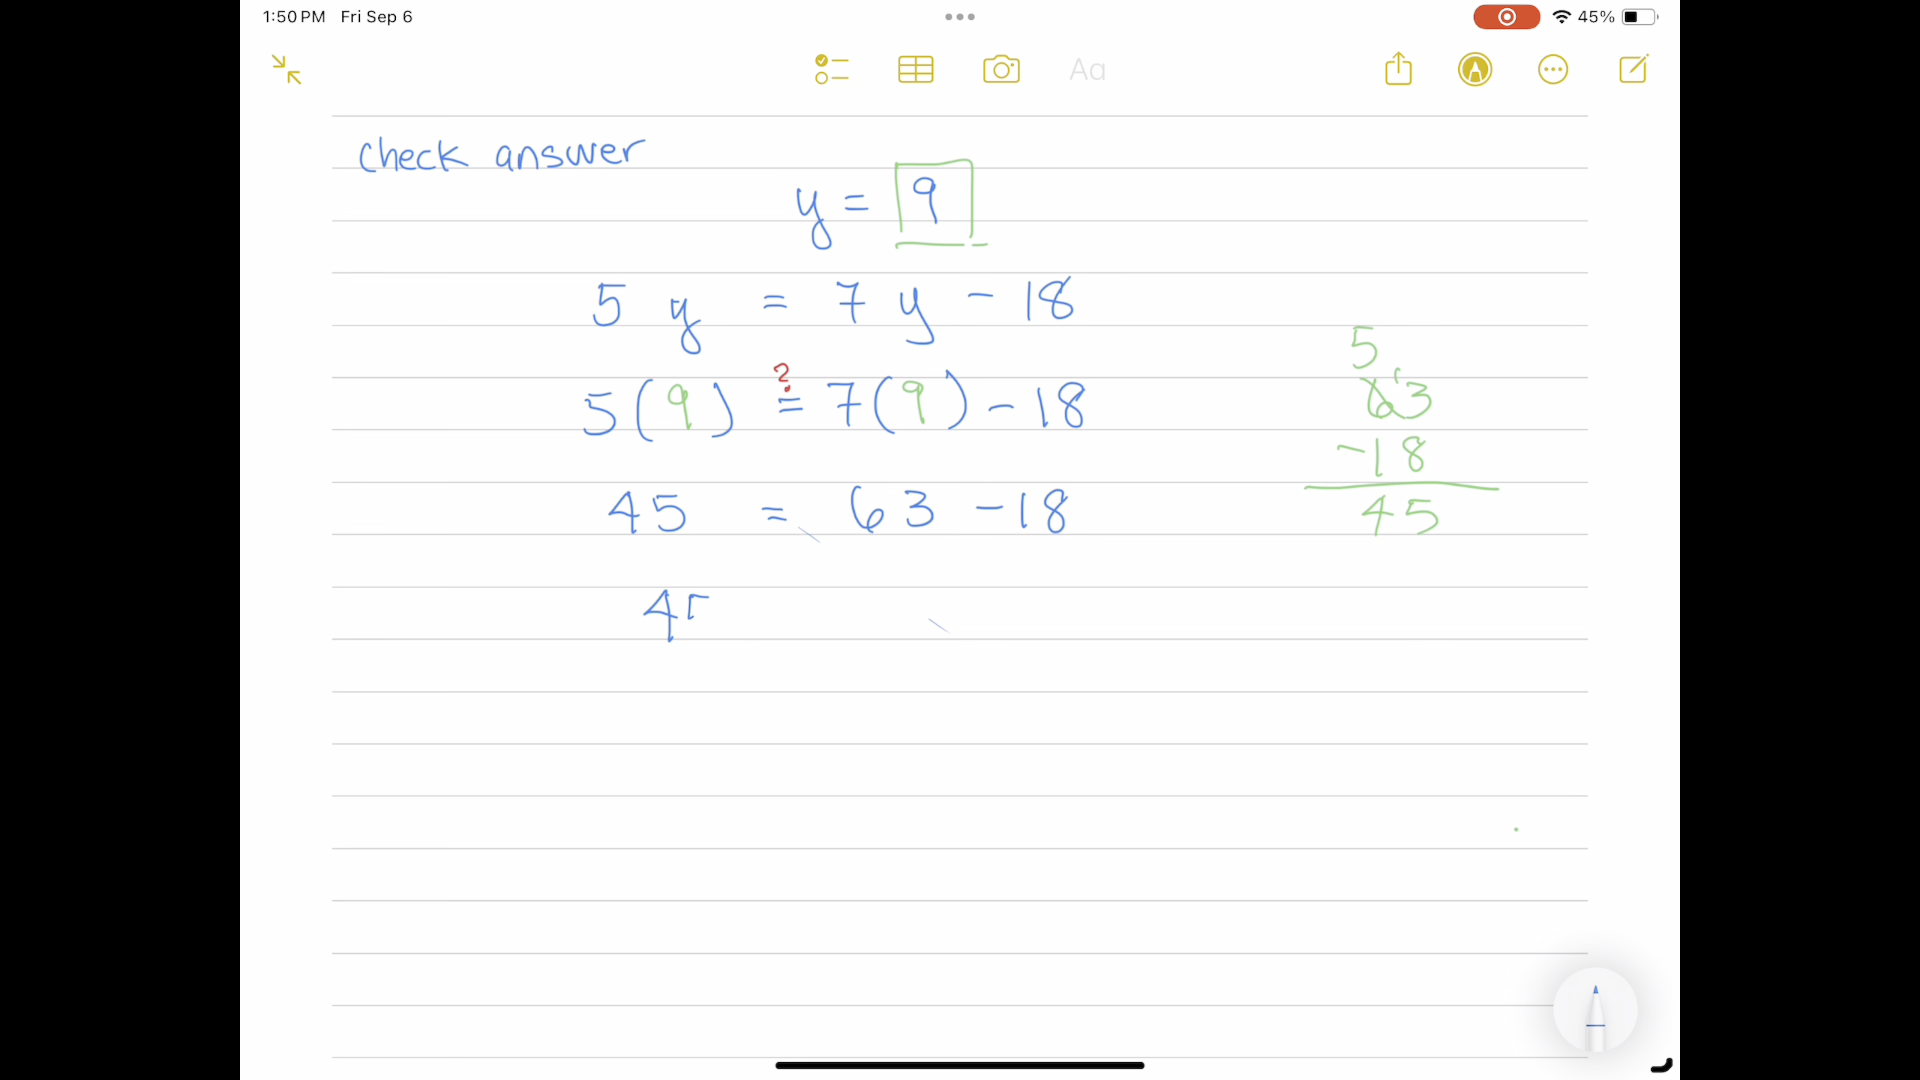 1:50 PM Fri Sep 6
45%
Aa
check answer
y = 9
5 y = 7 y - 18
5 ( 9 ) ?= 7 ( 9 ) - 18
45 = 63 - 18
4
5
63
-18
45